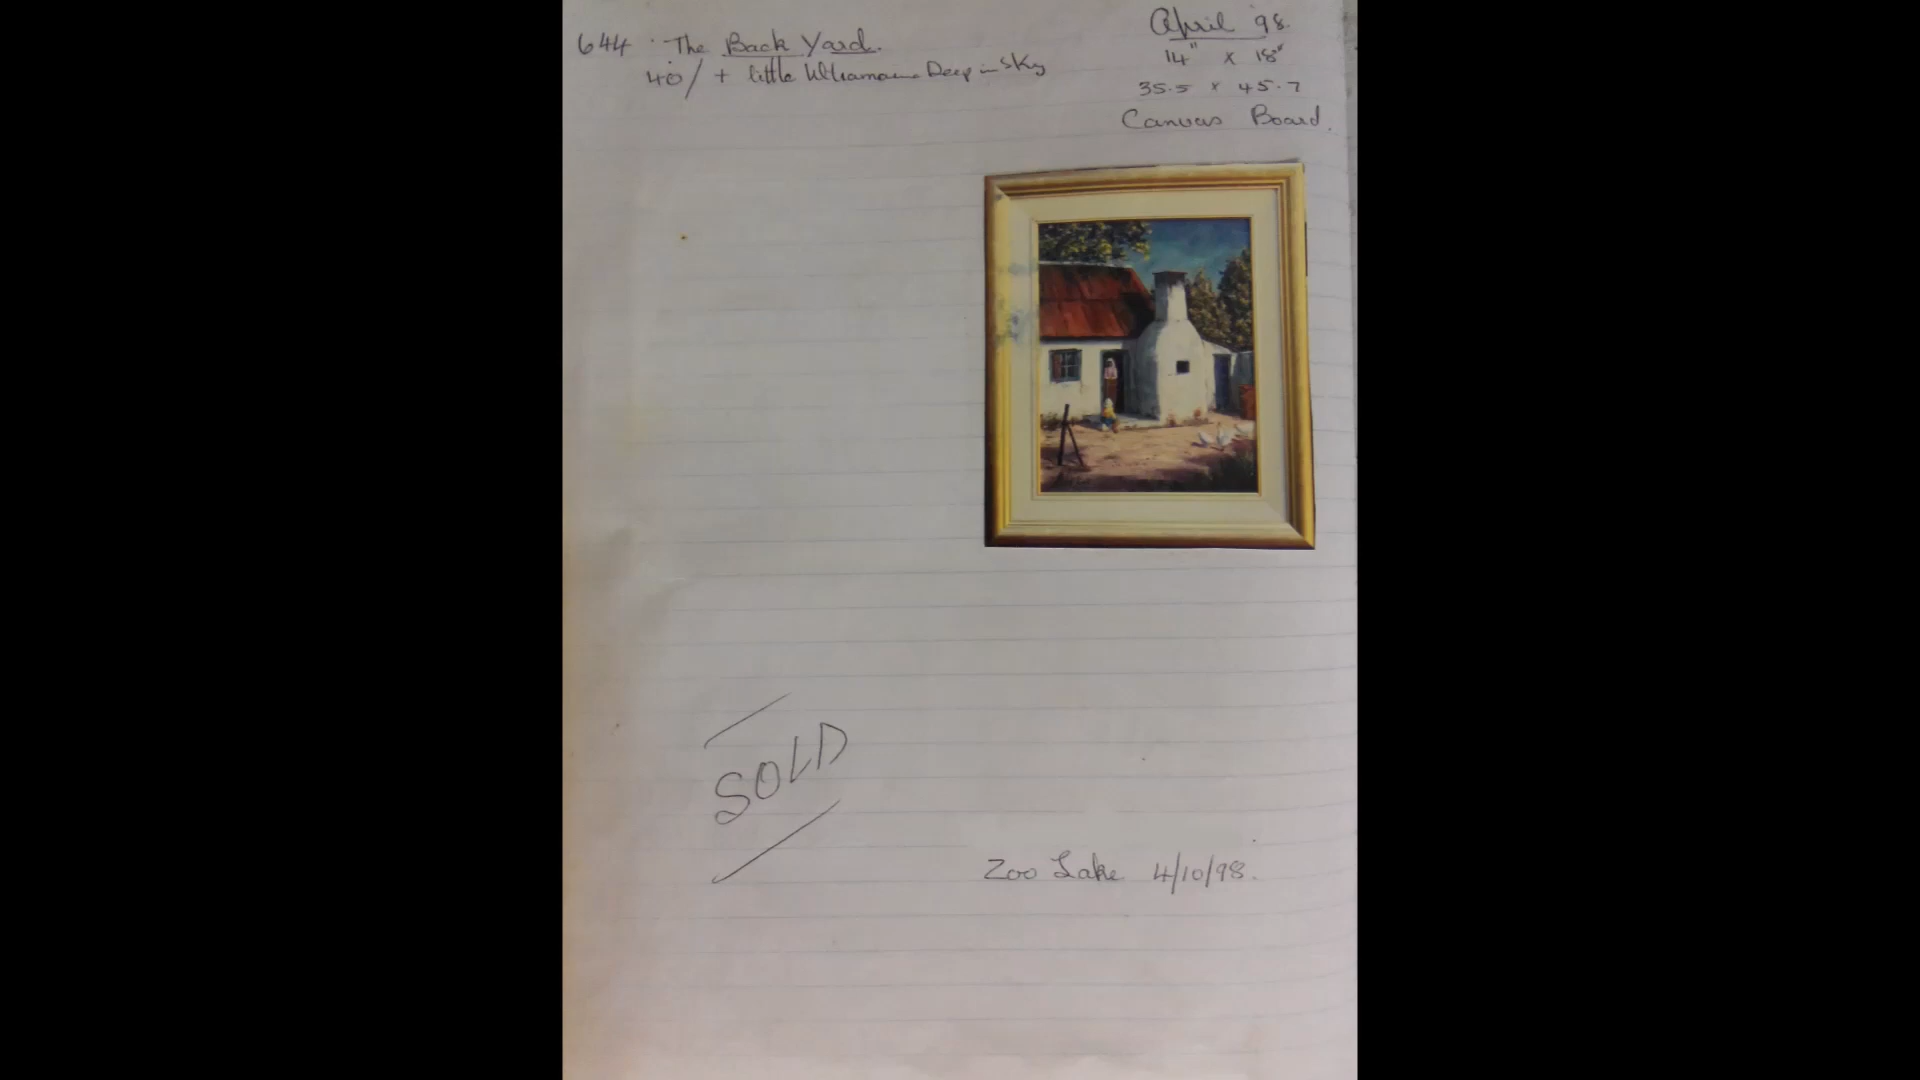 644 . The Back Yard.
40/ + little Ultramarine Deep in Sky
April '98.
14" x 18"
35.5 x 45.7
Canvas Board.
SOLD
Zoo Lake 4/10/98.